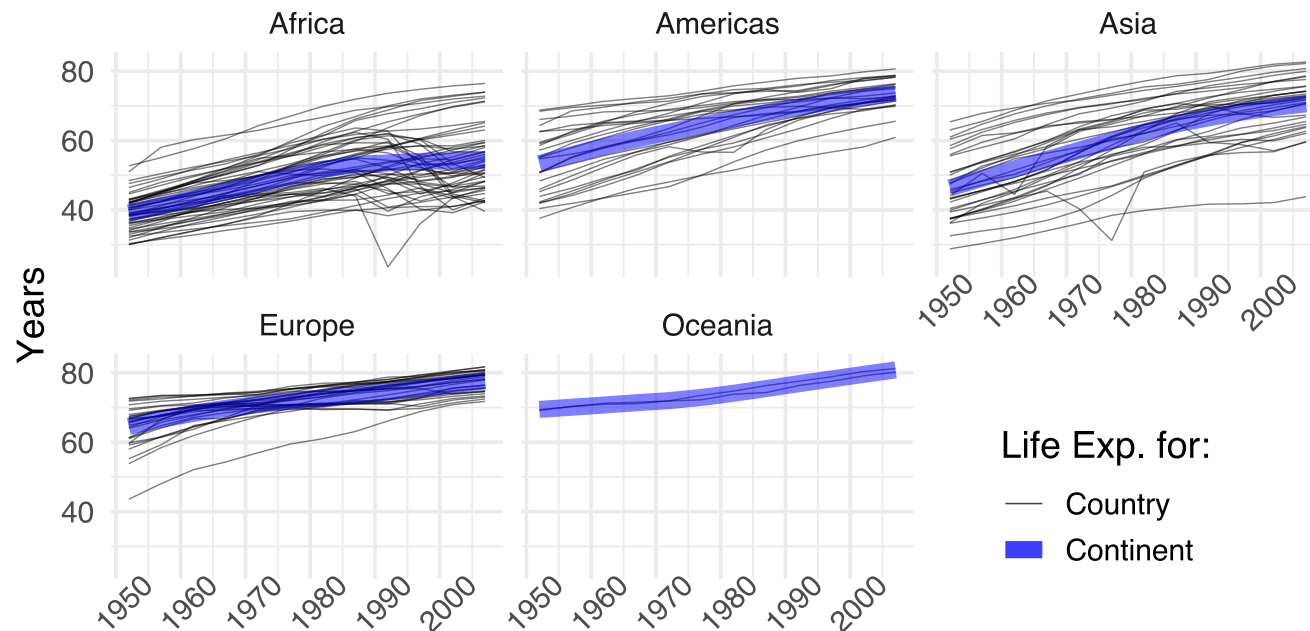 Africa
Americas
Asia
80
60
40
1950 1960 1970 1980 1990 2000
Years
Europe
Oceania
80
60
40
1950 1960 1970 1980 1990 2000
1950 1960 1970 1980 1990 2000
Life Exp. for:
Country
Continent